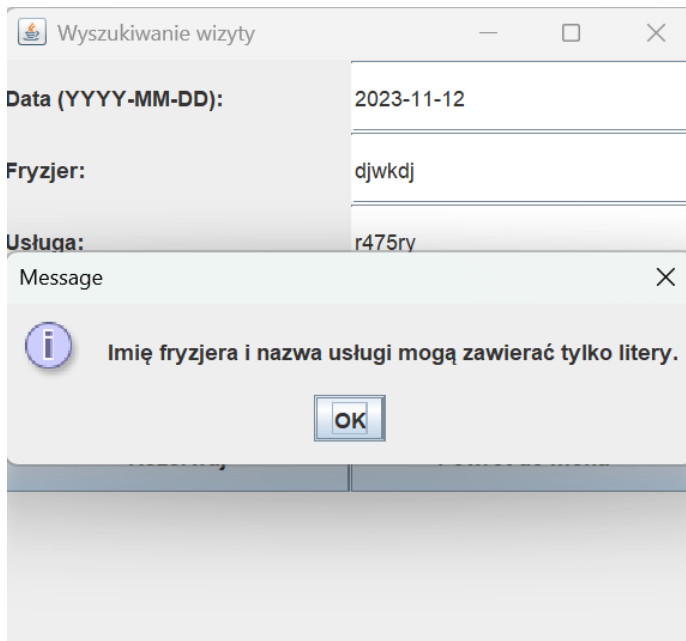 Wyszukiwanie wizyty
Data (YYYY-MM-DD): 2023-11-12
Fryzjer: djwkdj
Usługa: r475ry
Message
Imię fryzjera i nazwa usługi mogą zawierać tylko litery.
OK